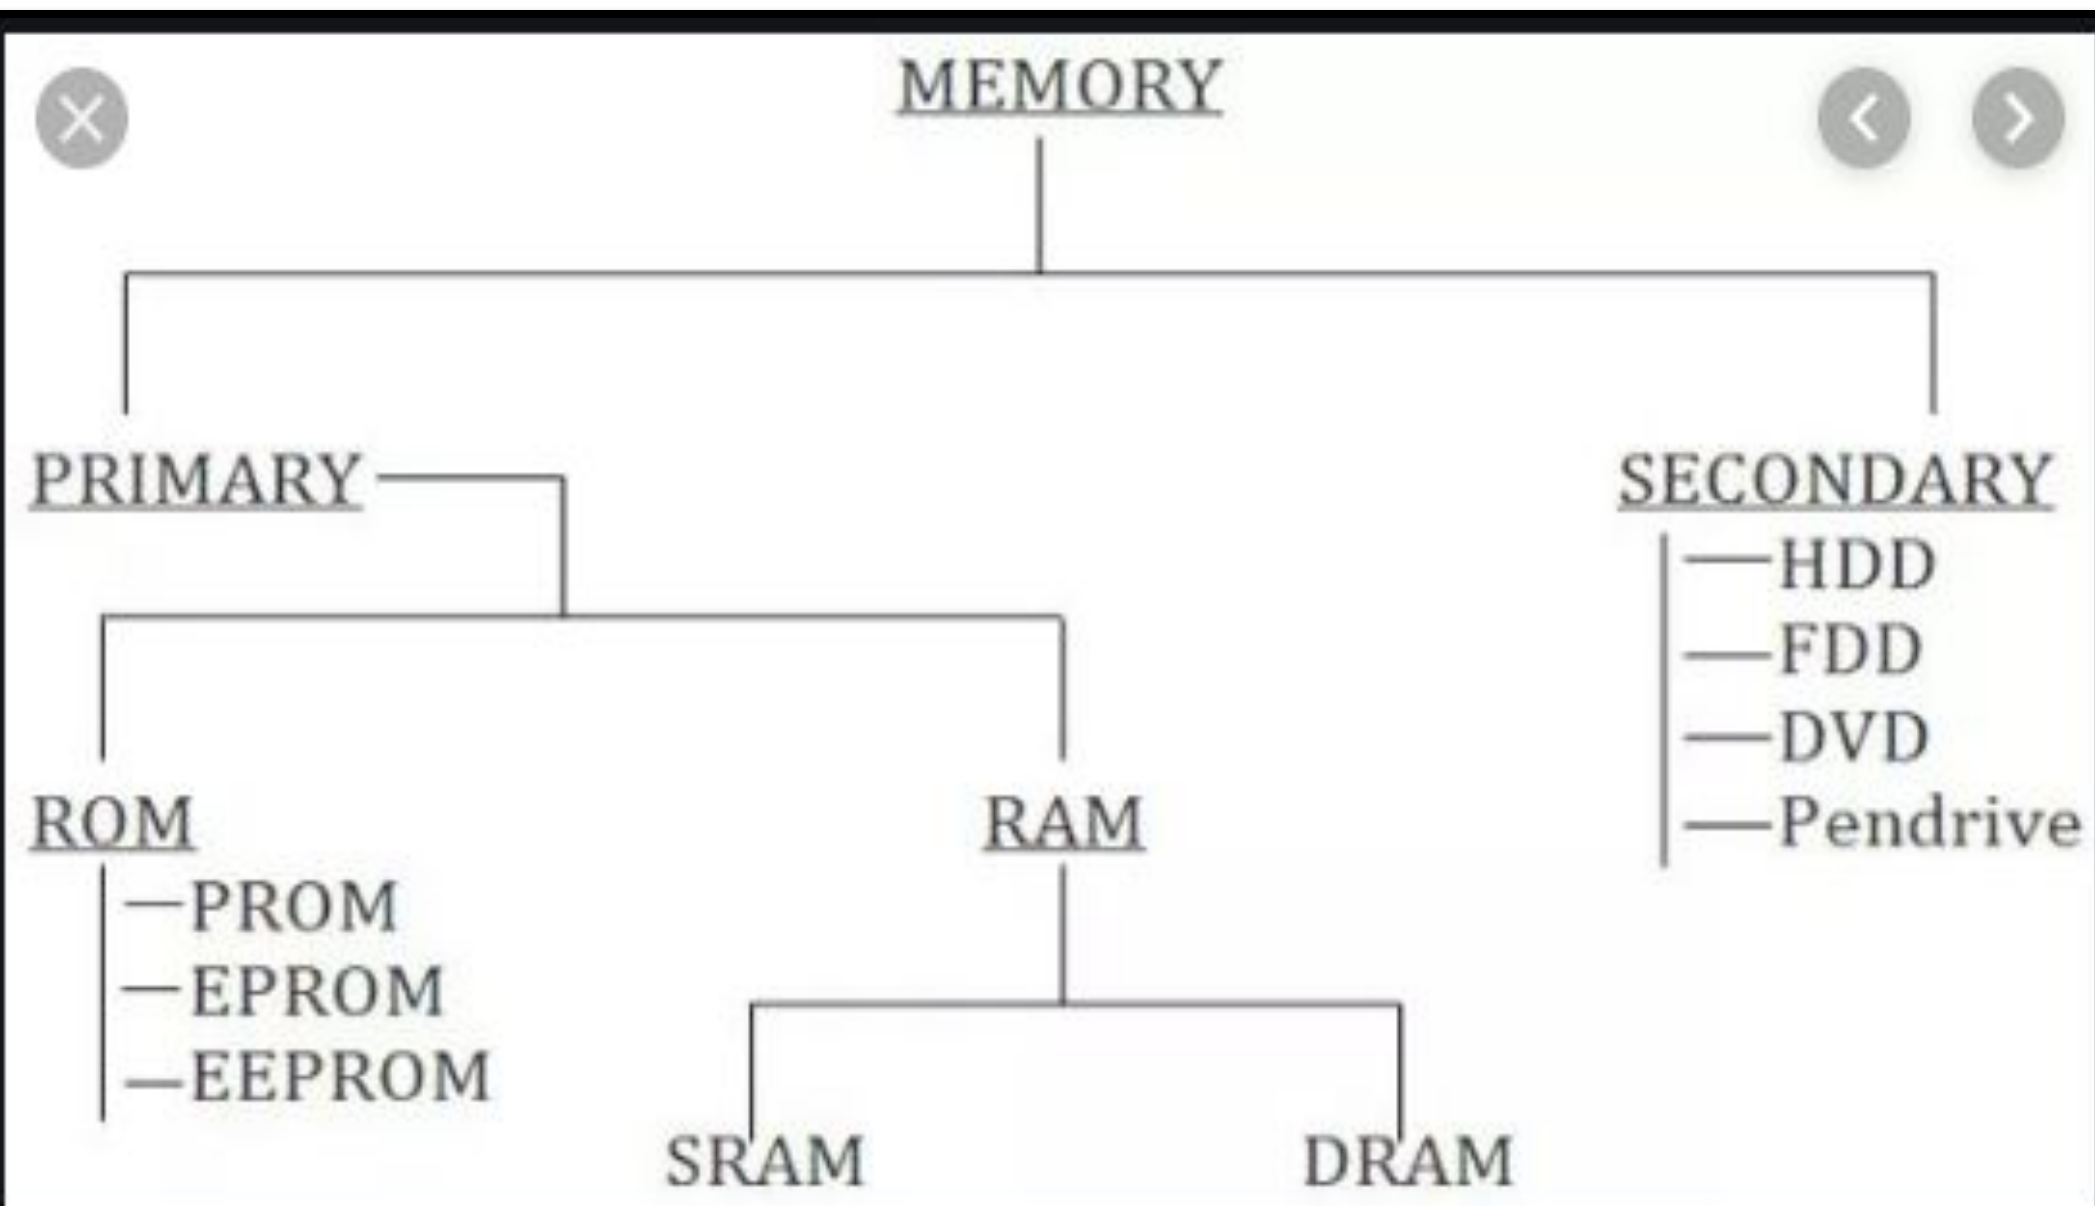 MEMORY
PRIMARY
SECONDARY
HDD
FDD
DVD
Pendrive
ROM
RAM
PROM
EPROM
EEPROM
SRAM
DRAM